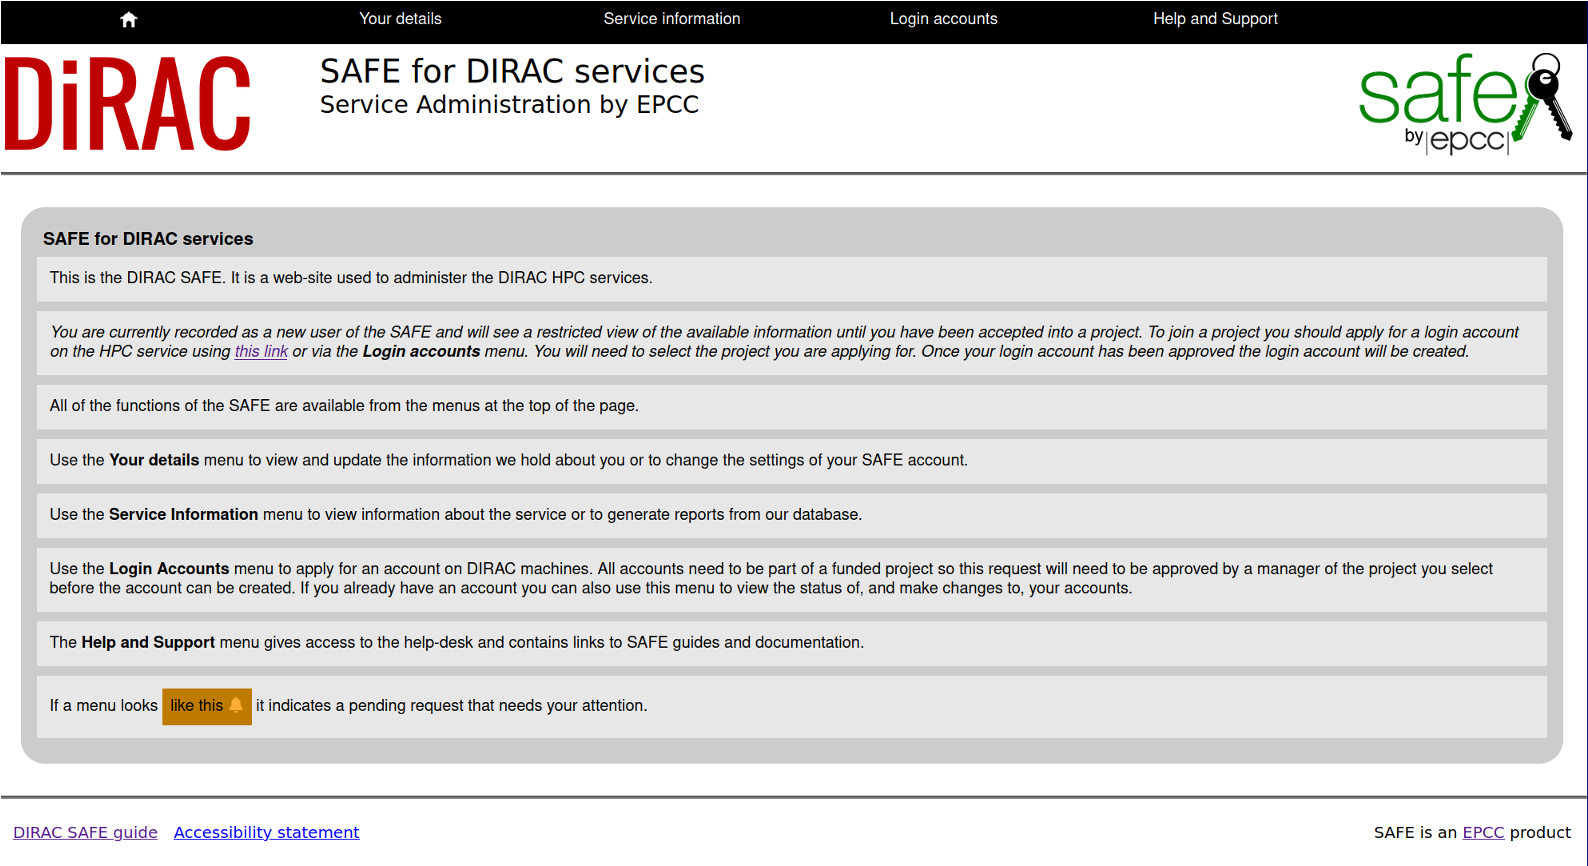 Your details Service information Login accounts Help and Support
DiRAC
SAFE for DIRAC services
Service Administration by EPCC
safe
by |epcc|
SAFE for DIRAC services
This is the DIRAC SAFE. It is a web-site used to administer the DIRAC HPC services.
You are currently recorded as a new user of the SAFE and will see a restricted view of the available information until you have been accepted into a project. To join a project you should apply for a login account
on the HPC service using this link or via the Login accounts menu. You will need to select the project you are applying for. Once your login account has been approved the login account will be created.
All of the functions of the SAFE are available from the menus at the top of the page.
Use the Your details menu to view and update the information we hold about you or to change the settings of your SAFE account.
Use the Service Information menu to view information about the service or to generate reports from our database.
Use the Login Accounts menu to apply for an account on DIRAC machines. All accounts need to be part of a funded project so this request will need to be approved by a manager of the project you select
before the account can be created. If you already have an account you can also use this menu to view the status of, and make changes to, your accounts.
The Help and Support menu gives access to the help-desk and contains links to SAFE guides and documentation.
If a menu looks like this it indicates a pending request that needs your attention.
DIRAC SAFE guide Accessibility statement SAFE is an EPCC product